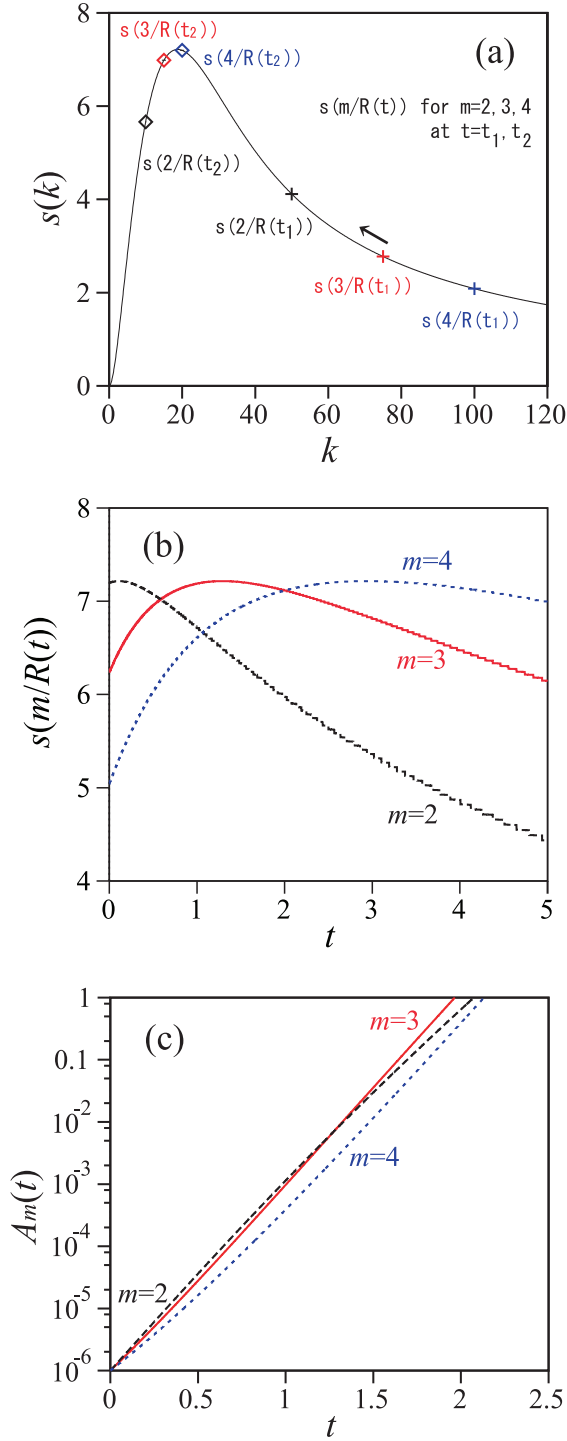 (a)
s(3/R(t₂))
s(4/R(t₂))
s(m/R(t)) for m=2,3,4
at t=t₁,t₂
s(2/R(t₂))
s(2/R(t₁))
s(3/R(t₁))
s(4/R(t₁))
s(k)
8
6
4
2
0
0 20 40 60 80 100 120
k
(b)
m=4
m=3
m=2
s(m/R(t))
8
7
6
5
4
0 1 2 3 4 5
t
(c)
m=3
m=4
m=2
Aₘ(t)
1
0.1
10⁻²
10⁻³
10⁻⁴
10⁻⁵
10⁻⁶
0 0.5 1 1.5 2 2.5
t